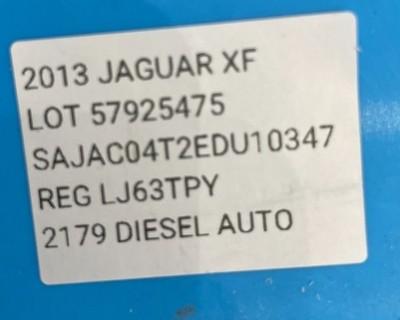 2013 JAGUAR XF
LOT 57925475
SAJAC04T2EDU10347
REG LJ63TPY
2179 DIESEL AUTO